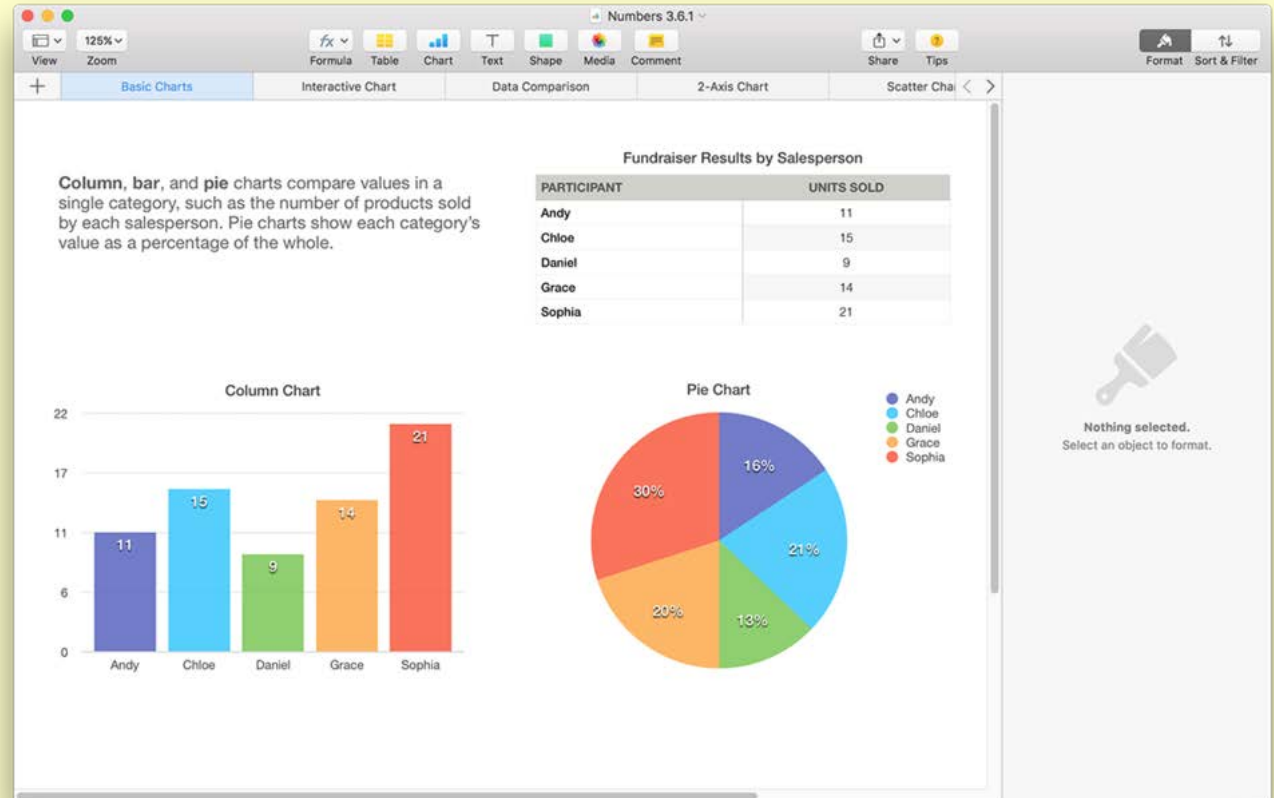 Numbers 3.6.1
125%
View
Zoom
Formula
Table
Chart
Text
Shape
Media
Comment
Share
Tips
Format
Sort & Filter
Basic Charts
Interactive Chart
Data Comparison
2-Axis Chart
Scatter Cha
Column, bar, and pie charts compare values in a
single category, such as the number of products sold
by each salesperson. Pie charts show each category's
value as a percentage of the whole.
Fundraiser Results by Salesperson
PARTICIPANT UNITS SOLD
Andy 11
Chloe 15
Daniel 9
Grace 14
Sophia 21
Column Chart
22
17
11
6
0
11
15
9
14
21
Andy
Chloe
Daniel
Grace
Sophia
Pie Chart
16%
21%
13%
20%
30%
Andy
Chloe
Daniel
Grace
Sophia
Nothing selected.
Select an object to format.